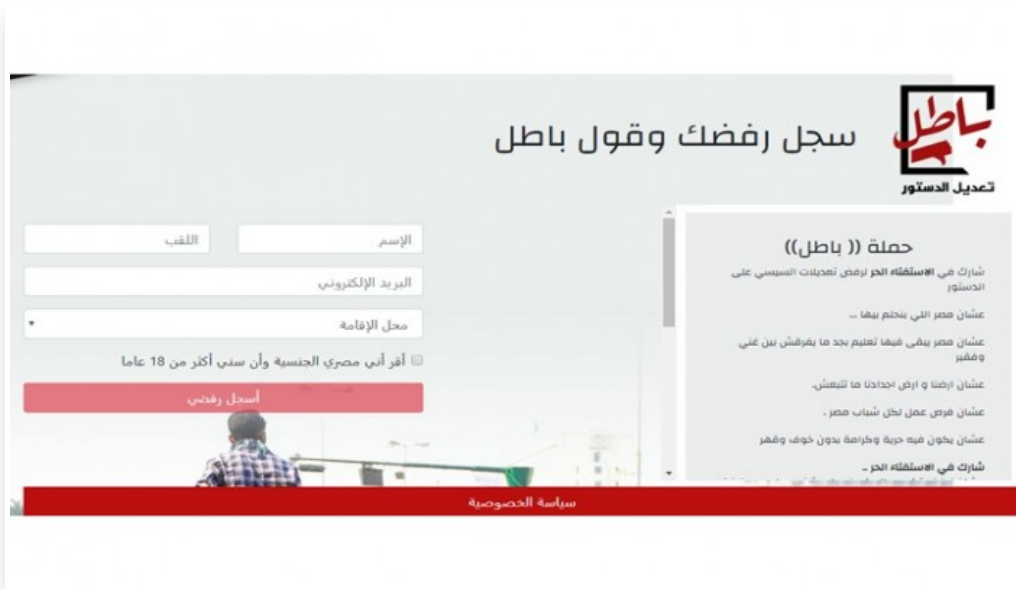 باطل
تعديل الدستور
سجل رفضك وقول باطل
حملة (( باطل))
شارك في الاستفتاء الحر لرفض تعديلات السيسي على
الدستور
عشان مصر اللي بنحلم بيها ...
عشان مصر يبقى فيها تعليم بجد ما يفرقش بين غني
وفقير
عشان ارضنا و ارض اجدادنا ما تتبعش.
عشان فرص عمل لكل شباب مصر .
عشان يكون فيه حرية وكرامة بدون خوف وقهر
شارك في الاستفتاء الحر ..
الإسم
اللقب
البريد الإلكتروني
محل الإقامة
أقر أني مصري الجنسية وأن سني أكثر من 18 عاما
أسجل رفضي
سياسة الخصوصية